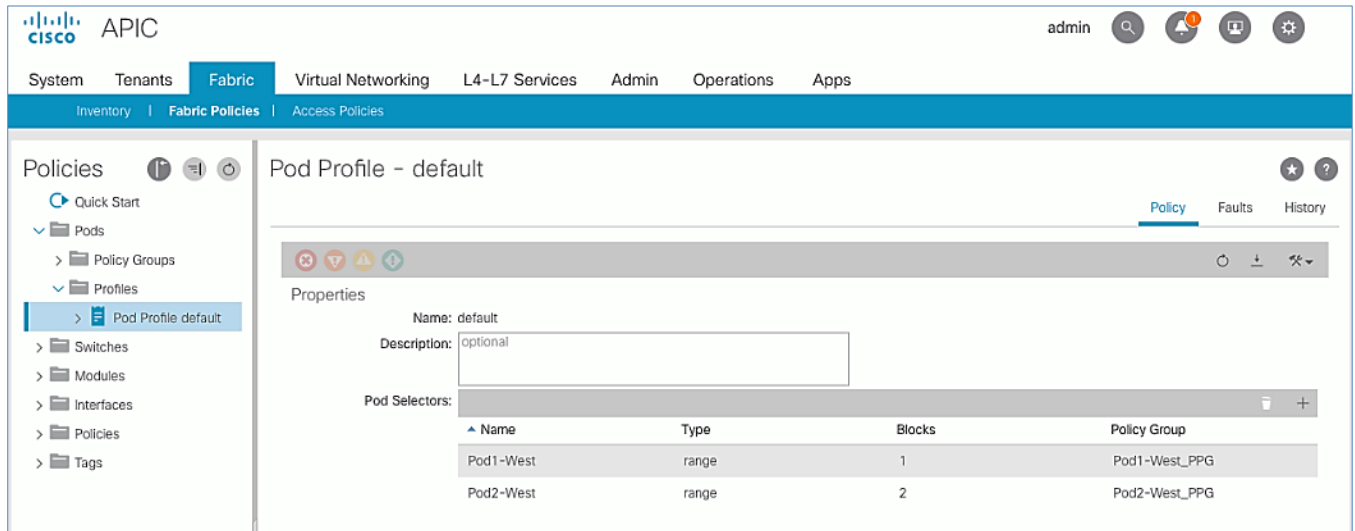 CISCO APIC admin 1
System Tenants Fabric Virtual Networking L4-L7 Services Admin Operations Apps
Inventory | Fabric Policies | Access Policies
Policies
Quick Start
Pods
Policy Groups
Profiles
Pod Profile default
Switches
Modules
Interfaces
Policies
Tags
Pod Profile - default
Policy Faults History
Properties
Name: default
Description: optional
Pod Selectors:
Name Type Blocks Policy Group
Pod1-West range 1 Pod1-West_PPG
Pod2-West range 2 Pod2-West_PPG